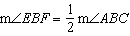 m∠EBF = 1/2 m∠ABC